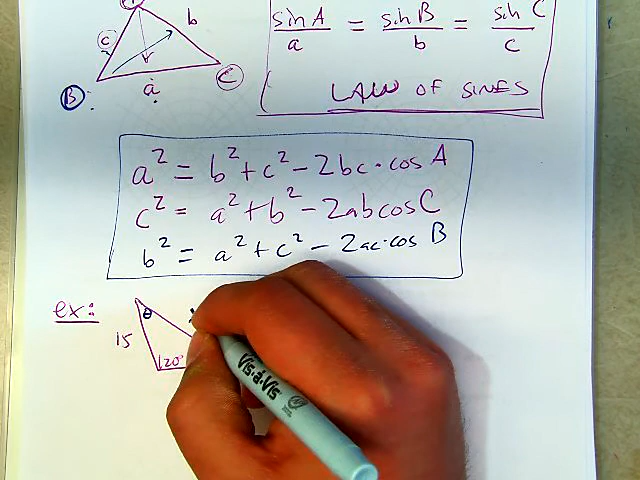 b
sin A / a = sin B / b = sin C / c
c
B
a
C
LAW OF SINES
a² = b² + c² - 2bc · cos A
c² = a² + b² - 2ab cos C
b² = a² + c² - 2ac · cos B
ex:
θ
15
120°
Vis·à·Vis